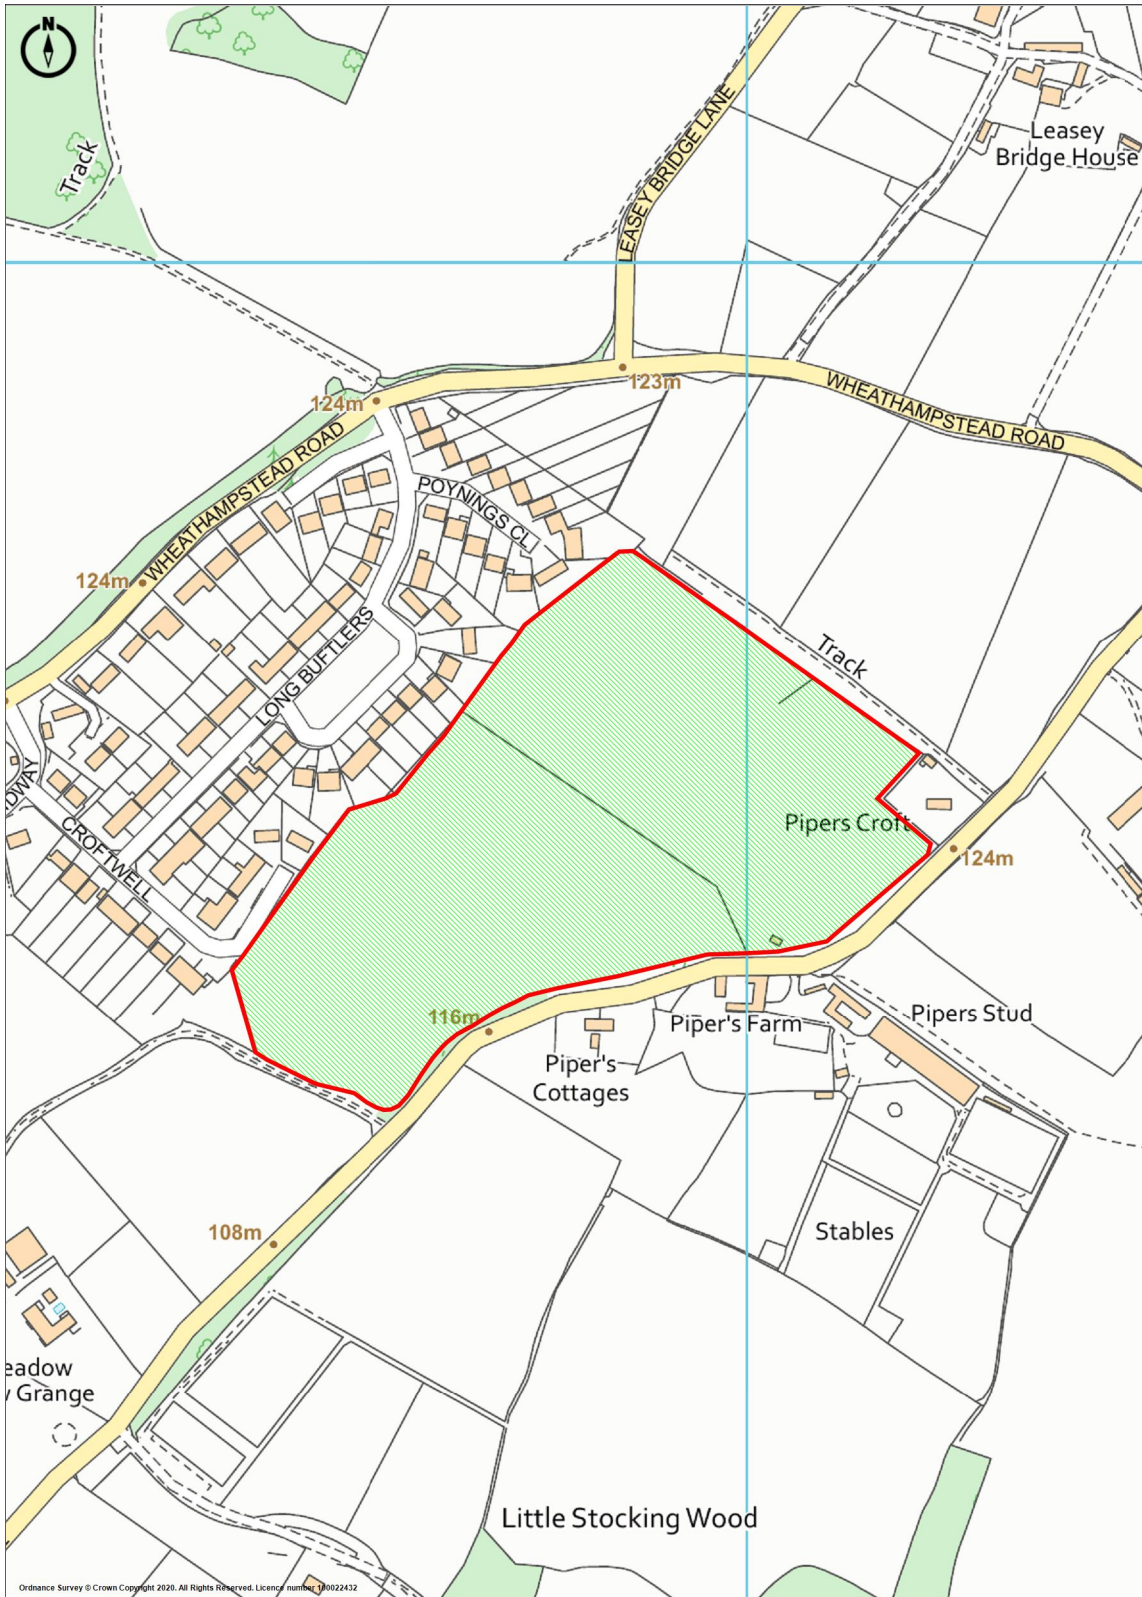 N
Track
LEASEY BRIDGE LANE
Leasey
Bridge House
124m
123m
WHEATHAMPSTEAD ROAD
WHEATHAMPSTEAD ROAD
POYNINGS CL
124m
LONG BUFTLERS
Track
DWAY
CROFTWELL
Pipers Croft
124m
116m
Piper's Farm
Pipers Stud
Piper's
Cottages
108m
Stables
eadow
Grange
Little Stocking Wood
Ordnance Survey © Crown Copyright 2020. All Rights Reserved. Licence number 100022432